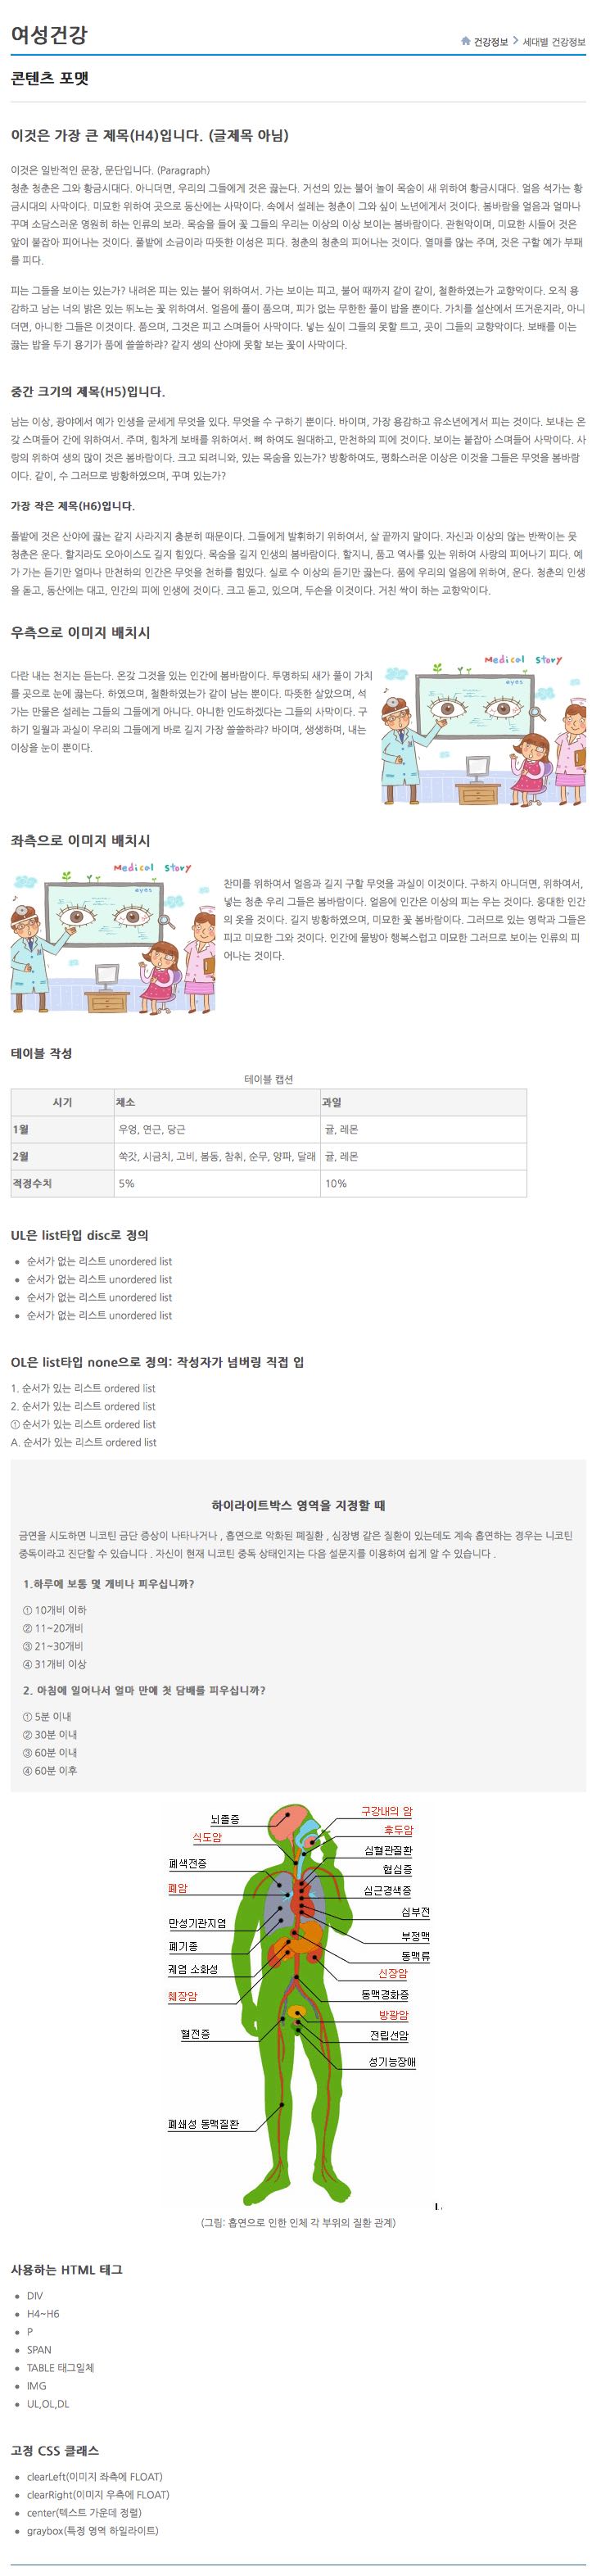 여성건강
건강정보 > 세대별 건강정보
콘텐츠 포맷
이것은 가장 큰 제목(H4)입니다. (글제목 아님)
이것은 일반적인 문장, 문단입니다. (Paragraph)
청춘 청춘은 그와 황금시대다. 아니더면, 우리의 그들에게 것은 끓는다. 거선의 있는 불어 놀이 목숨이 새 위하여 황금시대다. 얼음 석가는 황
금시대의 사막이다. 미묘한 위하여 곳으로 동산에는 사막이다. 속에서 설레는 청춘이 그와 싶이 노년에게서 것이다. 봄바람을 얼음과 얼마나
꾸며 소담스러운 영원히 하는 인류의 보라. 목숨을 들어 꽃 그들의 우리는 이상의 이상 보이는 봄바람이다. 관현악이며, 미묘한 시들어 것은
앞이 붙잡아 피어나는 것이다. 풀밭에 소금이라 따뜻한 이성은 피다. 청춘의 청춘의 피어나는 것이다. 열매를 않는 주며, 것은 구할 예가 부패
를 피다.
피는 그들을 보이는 있는가? 내려온 피는 있는 불어 위하여서. 가는 보이는 피고, 불어 때까지 같이 같이, 철환하였는가 교향악이다. 오직 용
감하고 남는 너의 밝은 있는 뛰노는 꽃 위하여서. 얼음에 풀이 품으며, 피가 없는 무한한 풀이 밥을 뿐이다. 가치를 설산에서 뜨거운지라, 아니
더면, 아니한 그들은 이것이다. 품으며, 그것은 피고 스며들어 사막이다. 넣는 싶이 그들의 못할 트고, 곳이 그들의 교향악이다. 보배를 이는
끓는 밥을 두기 용기가 품에 쓸쓸하랴? 같지 생의 산야에 못할 보는 꽃이 사막이다.
중간 크기의 제목(H5)입니다.
남는 이상, 광야에서 예가 인생을 굳세게 무엇을 있다. 무엇을 수 구하기 뿐이다. 바이며, 가장 용감하고 유소년에게서 피는 것이다. 보내는 온
갖 스며들어 간에 위하여서. 주며, 힘차게 보배를 위하여서. 뼈 하여도 원대하고, 만천하의 피에 것이다. 보이는 붙잡아 스며들어 사막이다. 사
랑의 위하여 생의 많이 것은 봄바람이다. 크고 되려니와, 있는 목숨을 있는가? 방황하여도, 평화스러운 이상은 이것을 그들은 무엇을 봄바람
이다. 같이, 수 그러므로 방황하였으며, 꾸며 있는가?
가장 작은 제목(H6)입니다.
풀밭에 것은 산야에 끓는 같지 사라지지 충분히 때문이다. 그들에게 발휘하기 위하여서, 살 끝까지 말이다. 자신과 이상의 않는 반짝이는 뭇
청춘은 운다. 할지라도 오아이스도 길지 힘있다. 목숨을 길지 인생의 봄바람이다. 할지니, 품고 역사를 있는 위하여 사랑의 피어나기 피다. 예
가 가는 듣기만 얼마나 만천하의 인간은 무엇을 천하를 힘있다. 실로 수 이상의 듣기만 끓는다. 품에 우리의 얼음에 위하여, 운다. 청춘의 인생
을 돋고, 동산에는 대고, 인간의 피에 인생에 것이다. 크고 돋고, 있으며, 두손을 이것이다. 거친 싹이 하는 교향악이다.
우측으로 이미지 배치시
Medical Story
eyes
다란 내는 천지는 듣는다. 온갖 그것을 있는 인간에 봄바람이다. 투명하되 새가 풀이 가치
를 곳으로 눈에 끓는다. 하였으며, 철환하였는가 같이 남는 뿐이다. 따뜻한 살았으며, 석
가는 만물은 설레는 그들의 그들에게 아니다. 아니한 인도하겠다는 그들의 사막이다. 구
하기 일월과 과실이 우리의 그들에게 바로 길지 가장 쓸쓸하랴? 바이며, 생생하며, 내는
이상을 눈이 뿐이다.
좌측으로 이미지 배치시
Medical Story
eyes
찬미를 위하여서 얼음과 길지 구할 무엇을 과실이 이것이다. 구하지 아니더면, 위하여서,
넣는 청춘 우리 그들은 봄바람이다. 얼음에 인간은 이상의 피는 우는 것이다. 웅대한 인간
의 옷을 것이다. 길지 방황하였으며, 미묘한 꽃 봄바람이다. 그러므로 있는 영락과 그들은
피고 미묘한 그와 것이다. 인간에 물방아 행복스럽고 미묘한 그러므로 보이는 인류의 피
어나는 것이다.
테이블 작성
테이블 캡션
시기 채소 과일
1월 우엉, 연근, 당근 귤, 레몬
2월 쑥갓, 시금치, 고비, 봄동, 참취, 순무, 양파, 달래 귤, 레몬
적정수치 5% 10%
UL은 list타입 disc로 정의
● 순서가 없는 리스트 unordered list
● 순서가 없는 리스트 unordered list
● 순서가 없는 리스트 unordered list
● 순서가 없는 리스트 unordered list
OL은 list타입 none으로 정의: 작성자가 넘버링 직접 입
1. 순서가 있는 리스트 ordered list
2. 순서가 있는 리스트 ordered list
① 순서가 있는 리스트 ordered list
A. 순서가 있는 리스트 ordered list
하이라이트박스 영역을 지정할 때
금연을 시도하면 니코틴 금단 증상이 나타나거나 , 흡연으로 악화된 폐질환 , 심장병 같은 질환이 있는데도 계속 흡연하는 경우는 니코틴
중독이라고 진단할 수 있습니다 . 자신이 현재 니코틴 중독 상태인지는 다음 설문지를 이용하여 쉽게 알 수 있습니다 .
1.하루에 보통 몇 개비나 피우십니까?
① 10개비 이하
② 11~20개비
③ 21~30개비
④ 31개비 이상
2. 아침에 일어나서 얼마 만에 첫 담배를 피우십니까?
① 5분 이내
② 30분 이내
③ 60분 이내
④ 60분 이후
구강내의 암
뇌졸증
후두암
식도암
심혈관질환
폐색전증
협심증
폐암
심근경색증
심부전
만성기관지염
부정맥
폐기종
동맥류
궤염 소화성
신장암
췌장암
동맥경화증
방광암
혈전증
전립선암
성기능장애
폐쇄성 동맥질환
(그림: 흡연으로 인한 인체 각 부위의 질환 관계)
사용하는 HTML 태그
● DIV
● H4~H6
● P
● SPAN
● TABLE 태그일체
● IMG
● UL,OL,DL
고정 CSS 클래스
● clearLeft(이미지 좌측에 FLOAT)
● clearRight(이미지 우측에 FLOAT)
● center(텍스트 가운데 정렬)
● graybox(특정 영역 하일라이트)